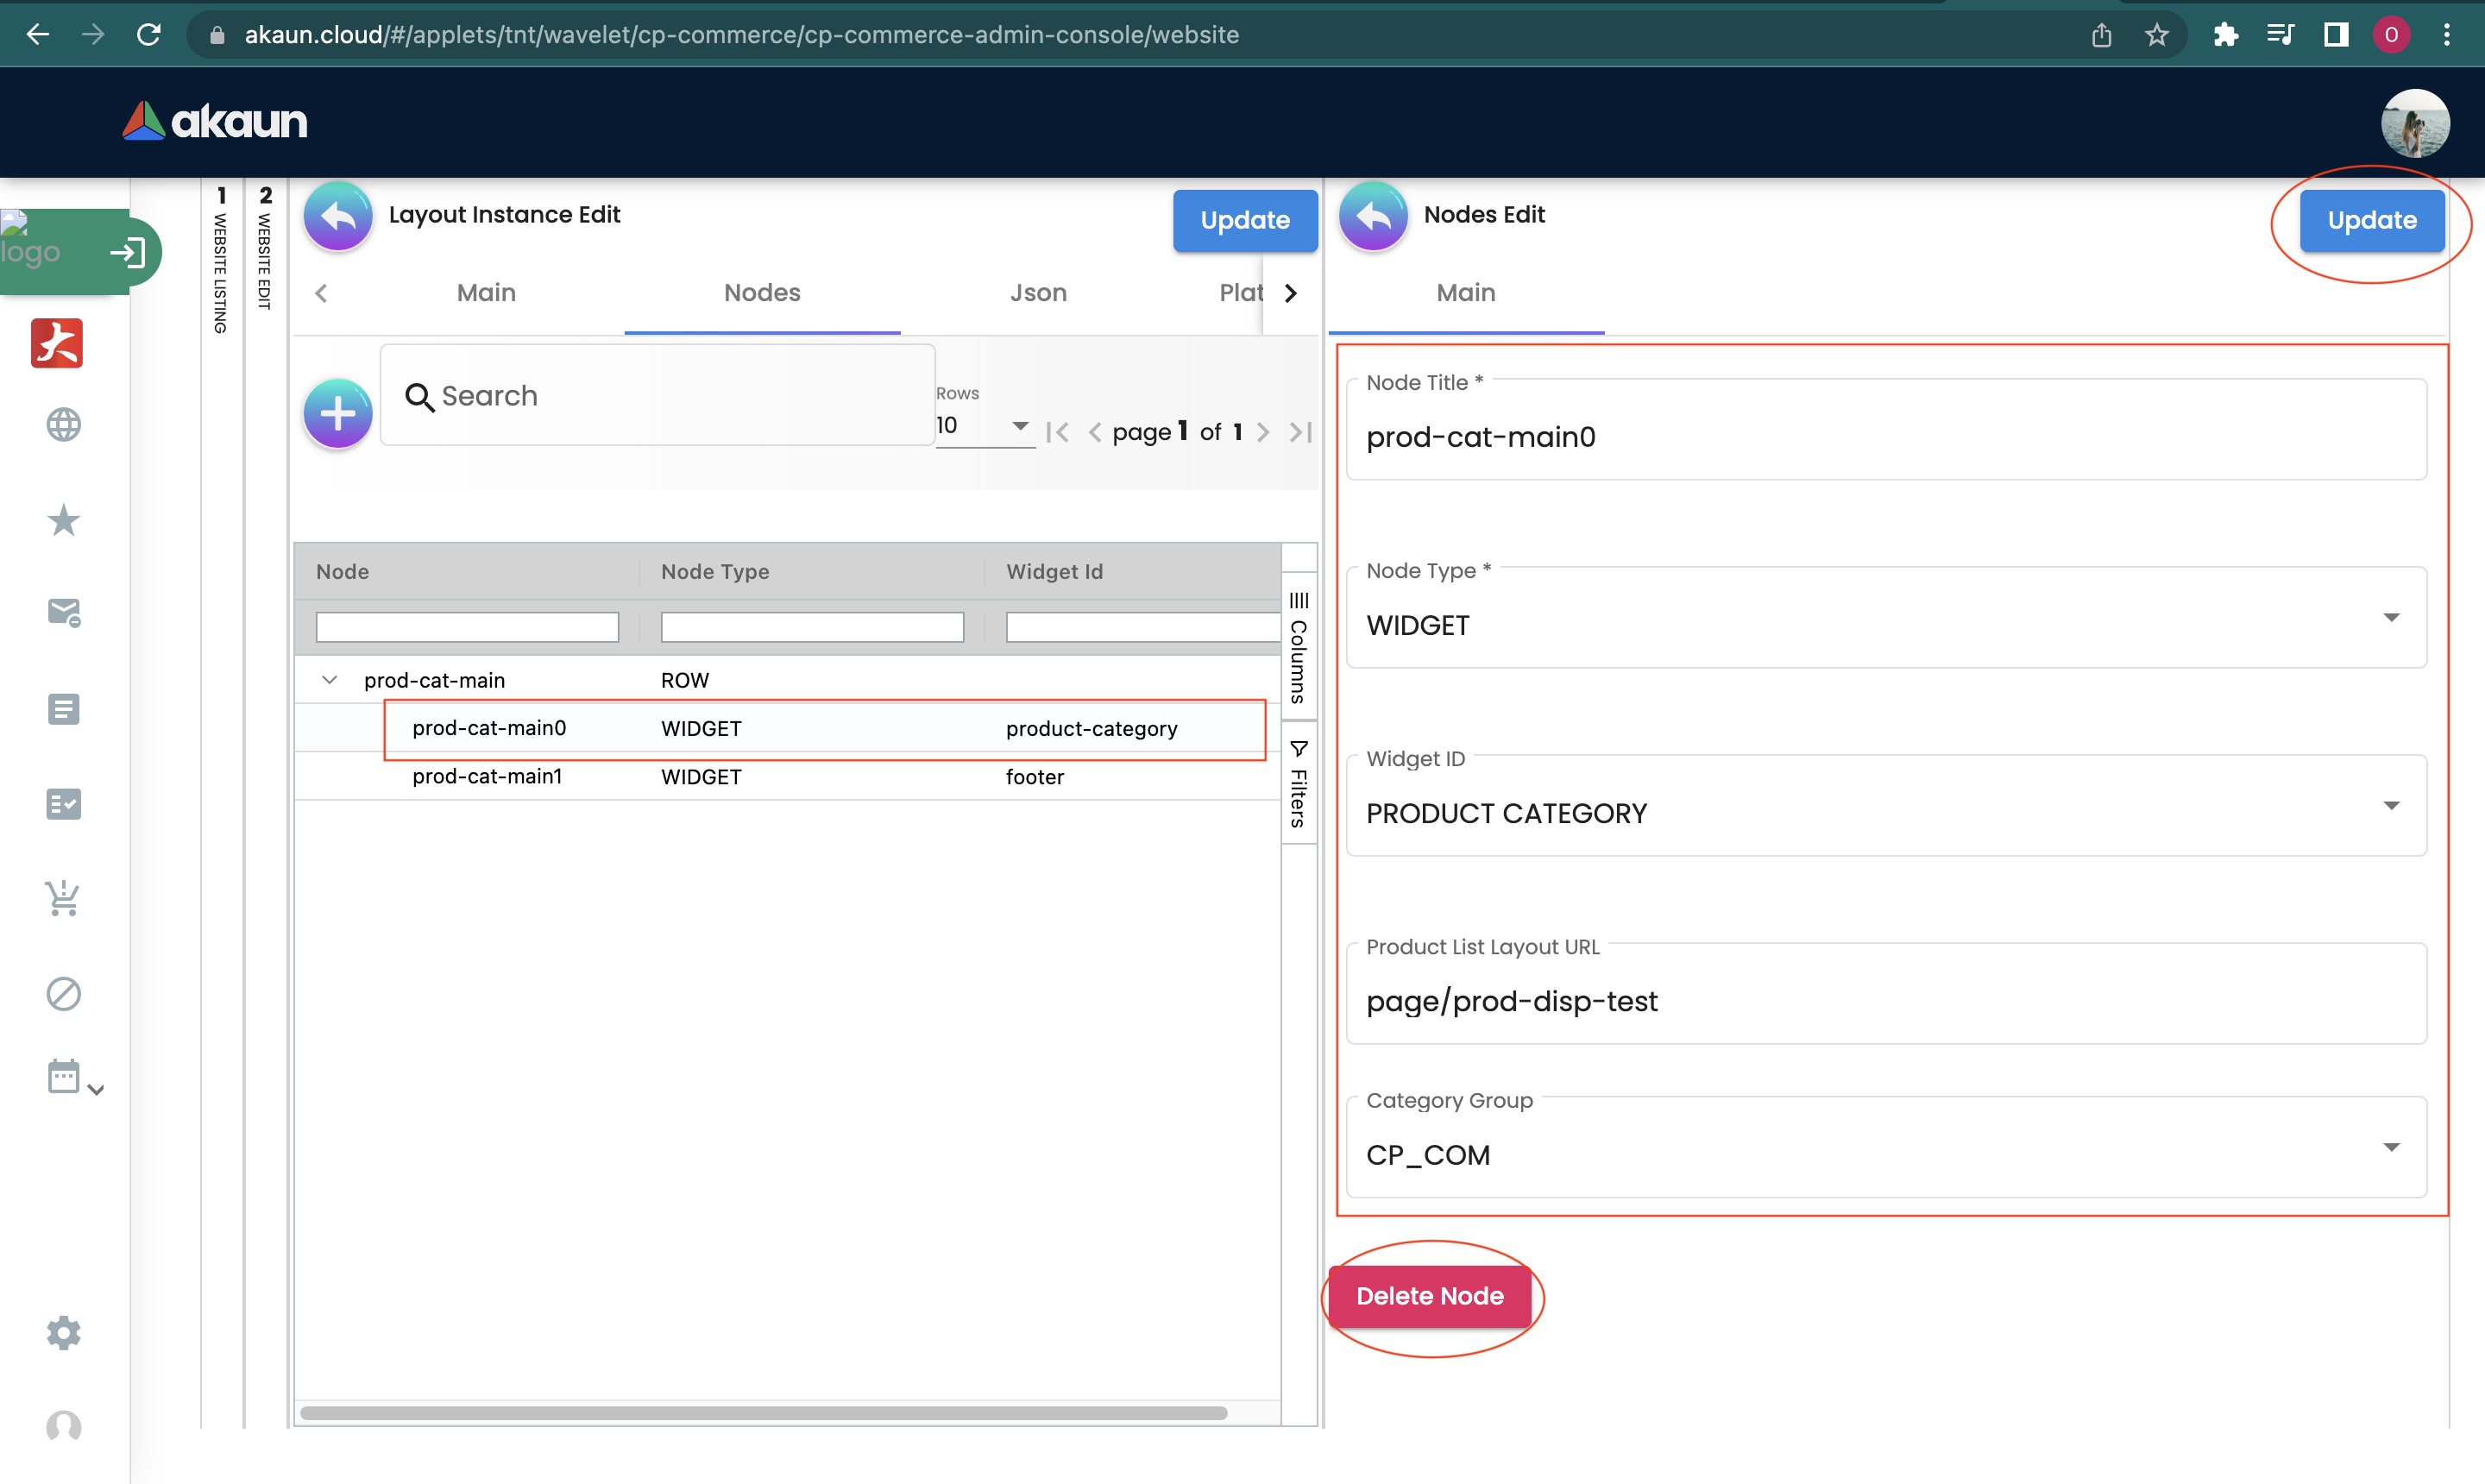 akaun.cloud/#/applets/tnt/wavelet/cp-commerce/cp-commerce-admin-console/website
O
akaun
logo
1 WEBSITE LISTING
2 WEBSITE EDIT
Layout Instance Edit
Update
Main
Nodes
Json
Plat
Search
Rows
10
page 1 of 1
Node
Node Type
Widget Id
prod-cat-main
ROW
prod-cat-main0
WIDGET
product-category
prod-cat-main1
WIDGET
footer
Columns
Filters
Nodes Edit
Update
Main
Node Title *
prod-cat-main0
Node Type *
WIDGET
Widget ID
PRODUCT CATEGORY
Product List Layout URL
page/prod-disp-test
Category Group
CP_COM
Delete Node